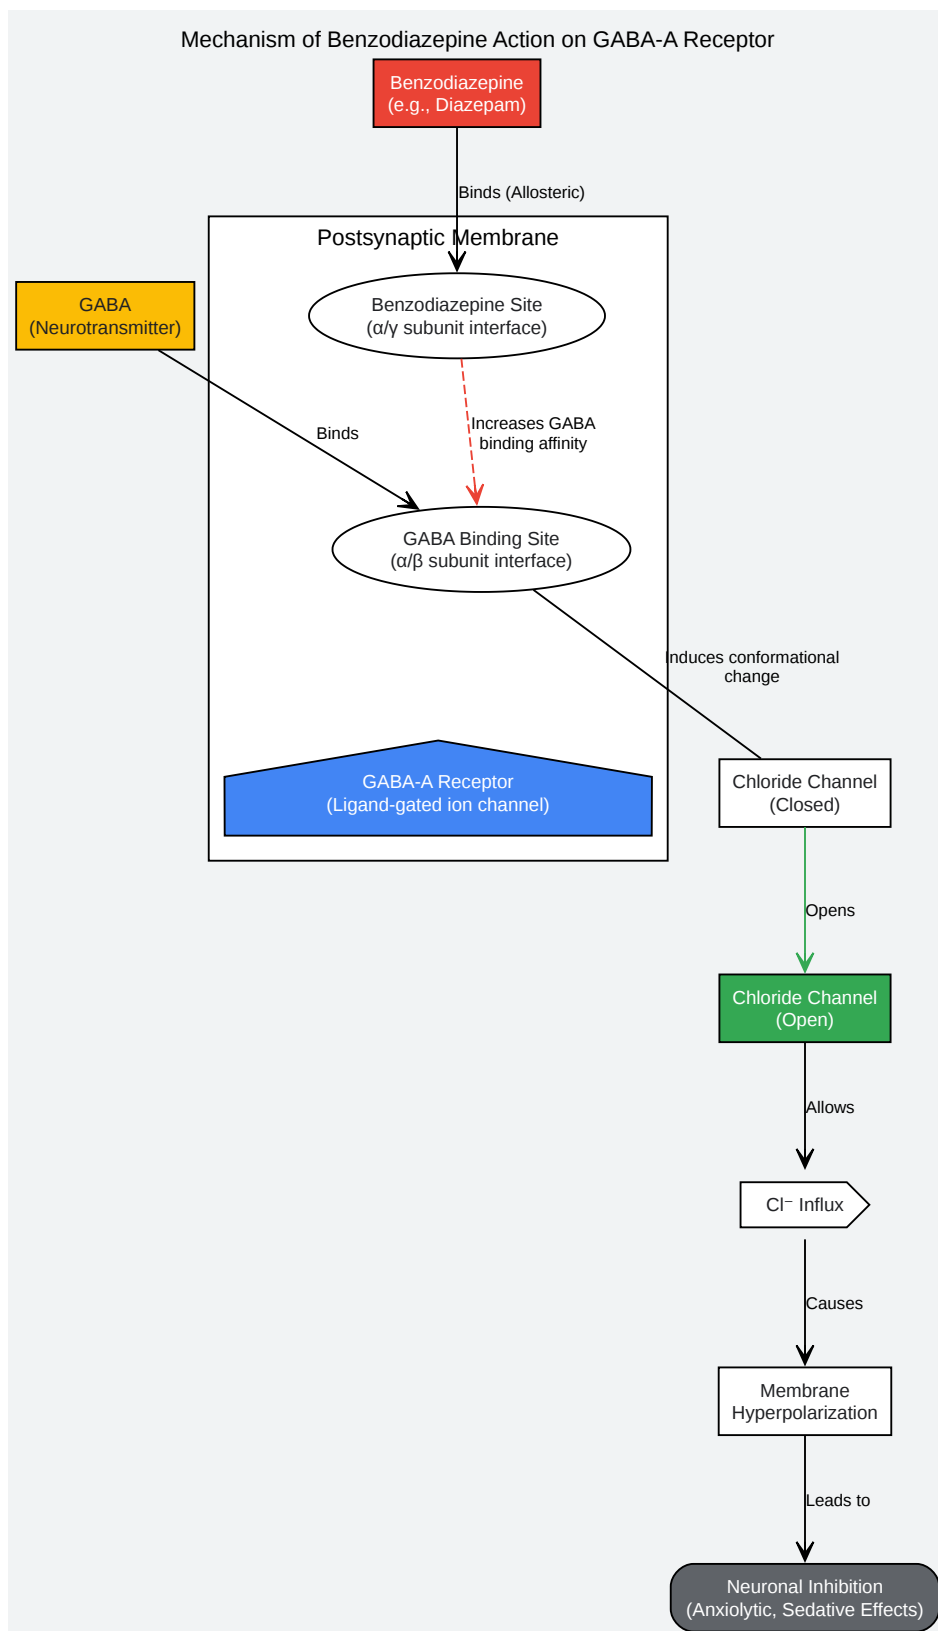 Mechanism of Benzodiazepine Action on GABA-A Receptor
Benzodiazepine
(e.g., Diazepam)
Binds (Allosteric)
Postsynaptic Membrane
GABA
(Neurotransmitter)
Benzodiazepine Site
(α/γ subunit interface)
Binds
Increases GABA
binding affinity
GABA Binding Site
(α/β subunit interface)
Induces conformational
change
GABA-A Receptor
(Ligand-gated ion channel)
Chloride Channel
(Closed)
Opens
Chloride Channel
(Open)
Allows
Cl⁻ Influx
Causes
Membrane
Hyperpolarization
Leads to
Neuronal Inhibition
(Anxiolytic, Sedative Effects)